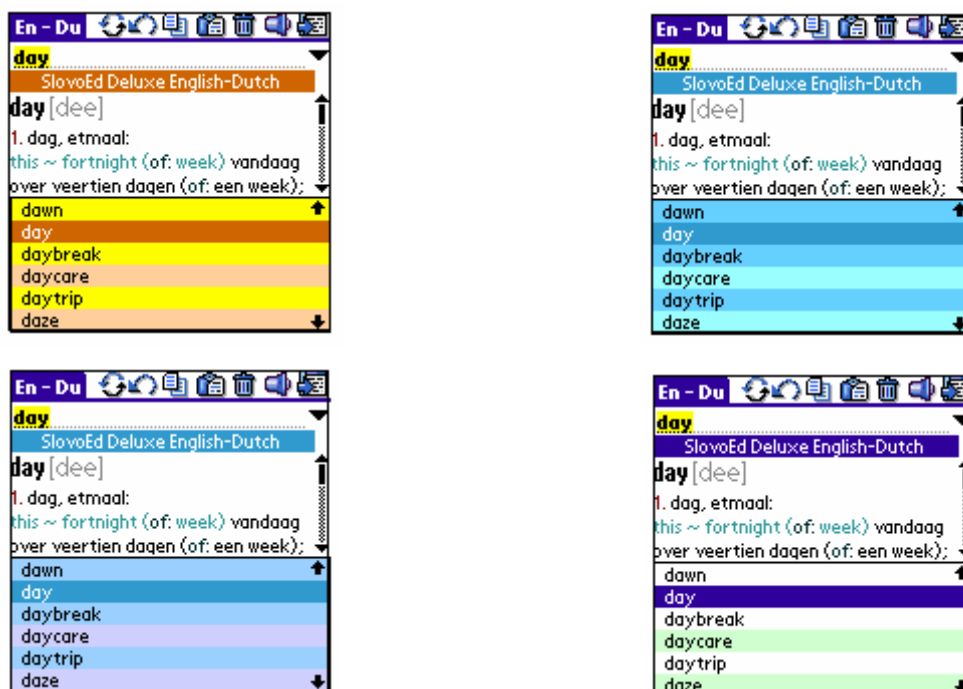 En - Du
day
SlovoEd Deluxe English-Dutch
day [dee]
1. dag, etmaal:
this ~ fortnight (of: week) vandaag
over veertien dagen (of: een week);
dawn
day
daybreak
daycare
daytrip
daze
En - Du
day
SlovoEd Deluxe English-Dutch
day [dee]
1. dag, etmaal:
this ~ fortnight (of: week) vandaag
over veertien dagen (of: een week);
dawn
day
daybreak
daycare
daytrip
daze
En - Du
day
SlovoEd Deluxe English-Dutch
day [dee]
1. dag, etmaal:
this ~ fortnight (of: week) vandaag
over veertien dagen (of: een week);
dawn
day
daybreak
daycare
daytrip
daze
En - Du
day
SlovoEd Deluxe English-Dutch
day [dee]
1. dag, etmaal:
this ~ fortnight (of: week) vandaag
over veertien dagen (of: een week);
dawn
day
daybreak
daycare
daytrip
daze